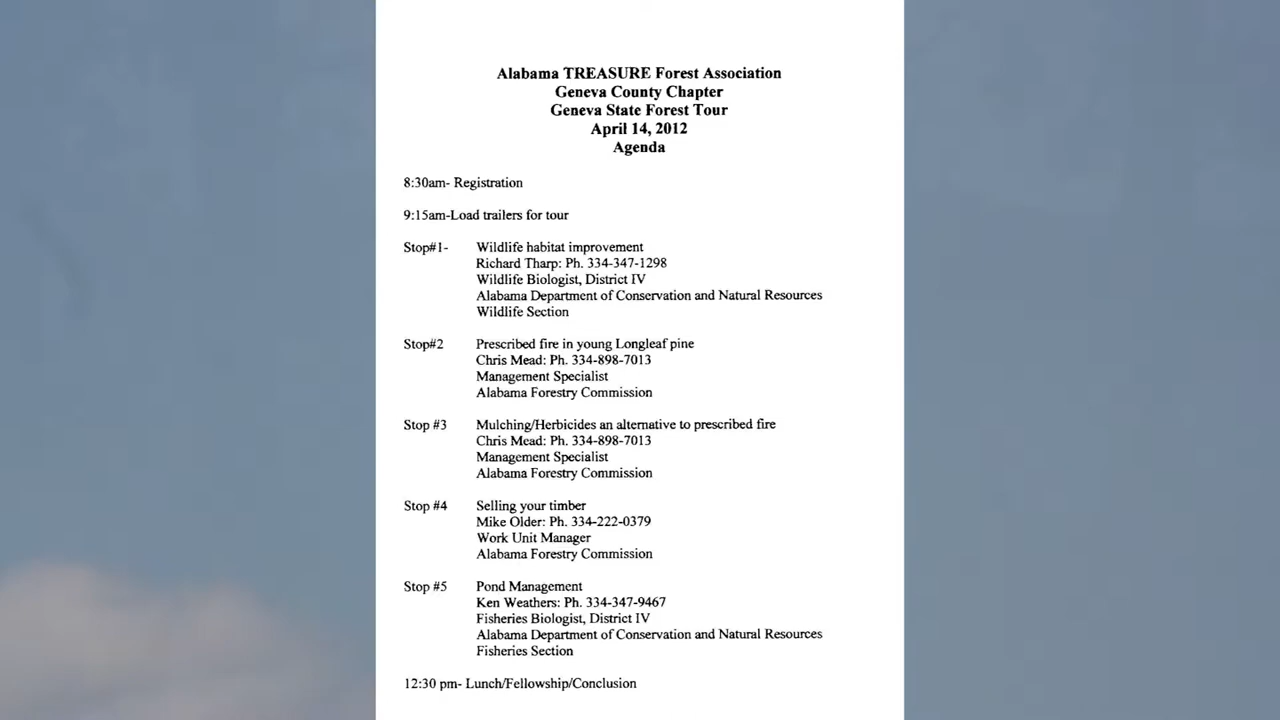 Alabama TREASURE Forest Association
Geneva County Chapter
Geneva State Forest Tour
April 14, 2012
Agenda
8:30am- Registration
9:15am-Load trailers for tour
Stop#1- Wildlife habitat improvement
Richard Tharp: Ph. 334-347-1298
Wildlife Biologist, District IV
Alabama Department of Conservation and Natural Resources
Wildlife Section
Stop#2 Prescribed fire in young Longleaf pine
Chris Mead: Ph. 334-898-7013
Management Specialist
Alabama Forestry Commission
Stop #3 Mulching/Herbicides an alternative to prescribed fire
Chris Mead: Ph. 334-898-7013
Management Specialist
Alabama Forestry Commission
Stop #4 Selling your timber
Mike Older: Ph. 334-222-0379
Work Unit Manager
Alabama Forestry Commission
Stop #5 Pond Management
Ken Weathers: Ph. 334-347-9467
Fisheries Biologist, District IV
Alabama Department of Conservation and Natural Resources
Fisheries Section
12:30 pm- Lunch/Fellowship/Conclusion